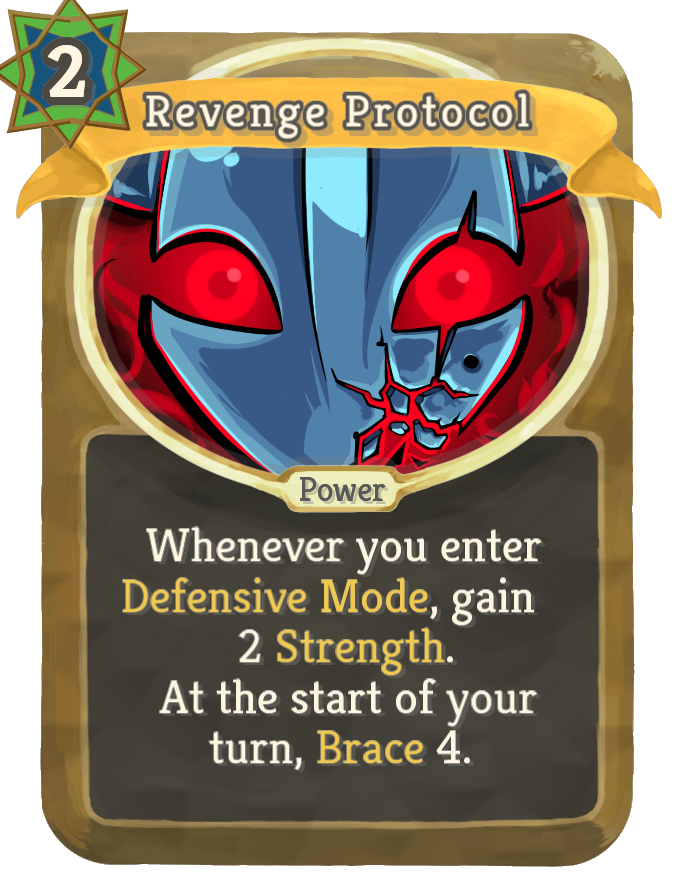 2
Revenge Protocol
Power
Whenever you enter
Defensive Mode, gain
2 Strength.
At the start of your
turn, Brace 4.